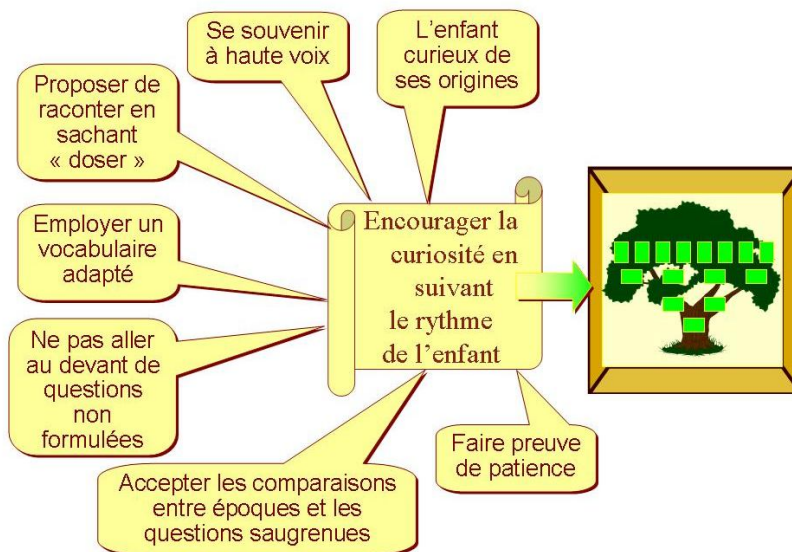 Se souvenir
à haute voix
L'enfant
curieux de
ses origines
Proposer de
raconter en
sachant
« doser »
Encourager la
curiosité en
suivant
le rythme
de l'enfant
Employer un
vocabulaire
adapté
Ne pas aller
au devant de
questions
non
formulées
Faire preuve
de patience
Accepter les comparaisons
entre époques et les
questions saugrenues